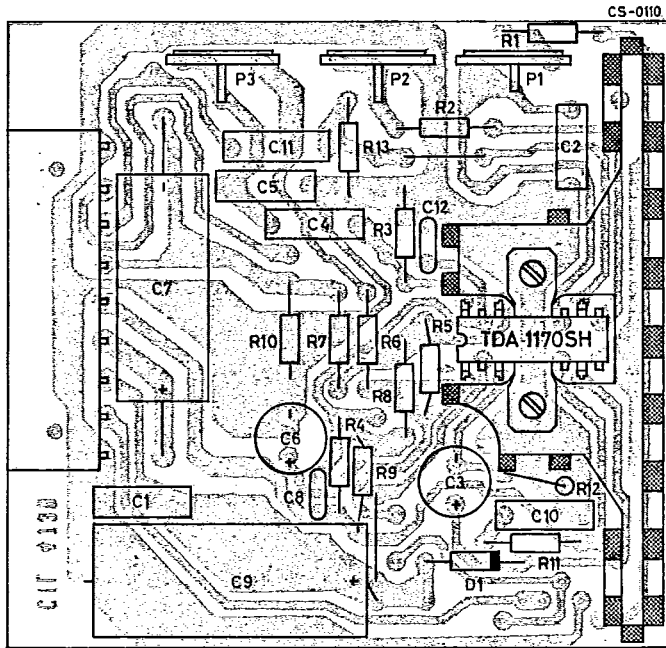 CS-0110
R1
P3
P2
P1
R2
C11
R13
C2
C5
C4
R3
C12
C7
R10
R7
R6
R5
TDA-1170SH
R8
C6
R4
R9
C3
C8
R12
C1
C10
R11
D1
C9